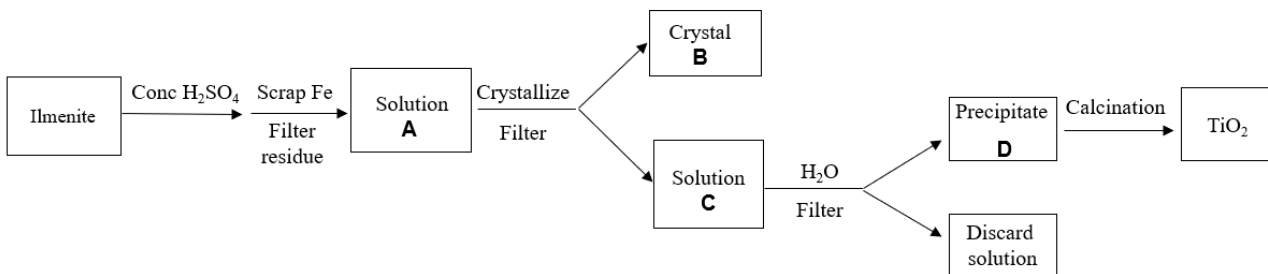 Ilmenite
Conc H₂SO₄
Scrap Fe
Filter
residue
Solution
A
Crystallize
Filter
Crystal
B
Solution
C
H₂O
Filter
Precipitate
D
Calcination
TiO₂
Discard
solution